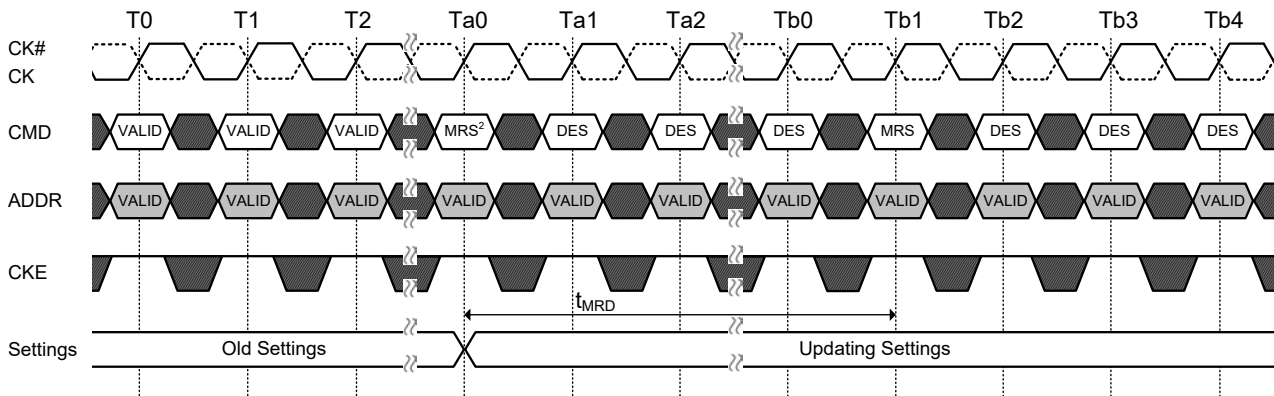 T0 T1 T2 Ta0 Ta1 Ta2 Tb0 Tb1 Tb2 Tb3 Tb4
CK#
CK
CMD VALID VALID VALID MRS² DES DES DES MRS DES DES DES
ADDR VALID VALID VALID VALID VALID VALID VALID VALID VALID VALID VALID
CKE
tMRD
Settings Old Settings Updating Settings